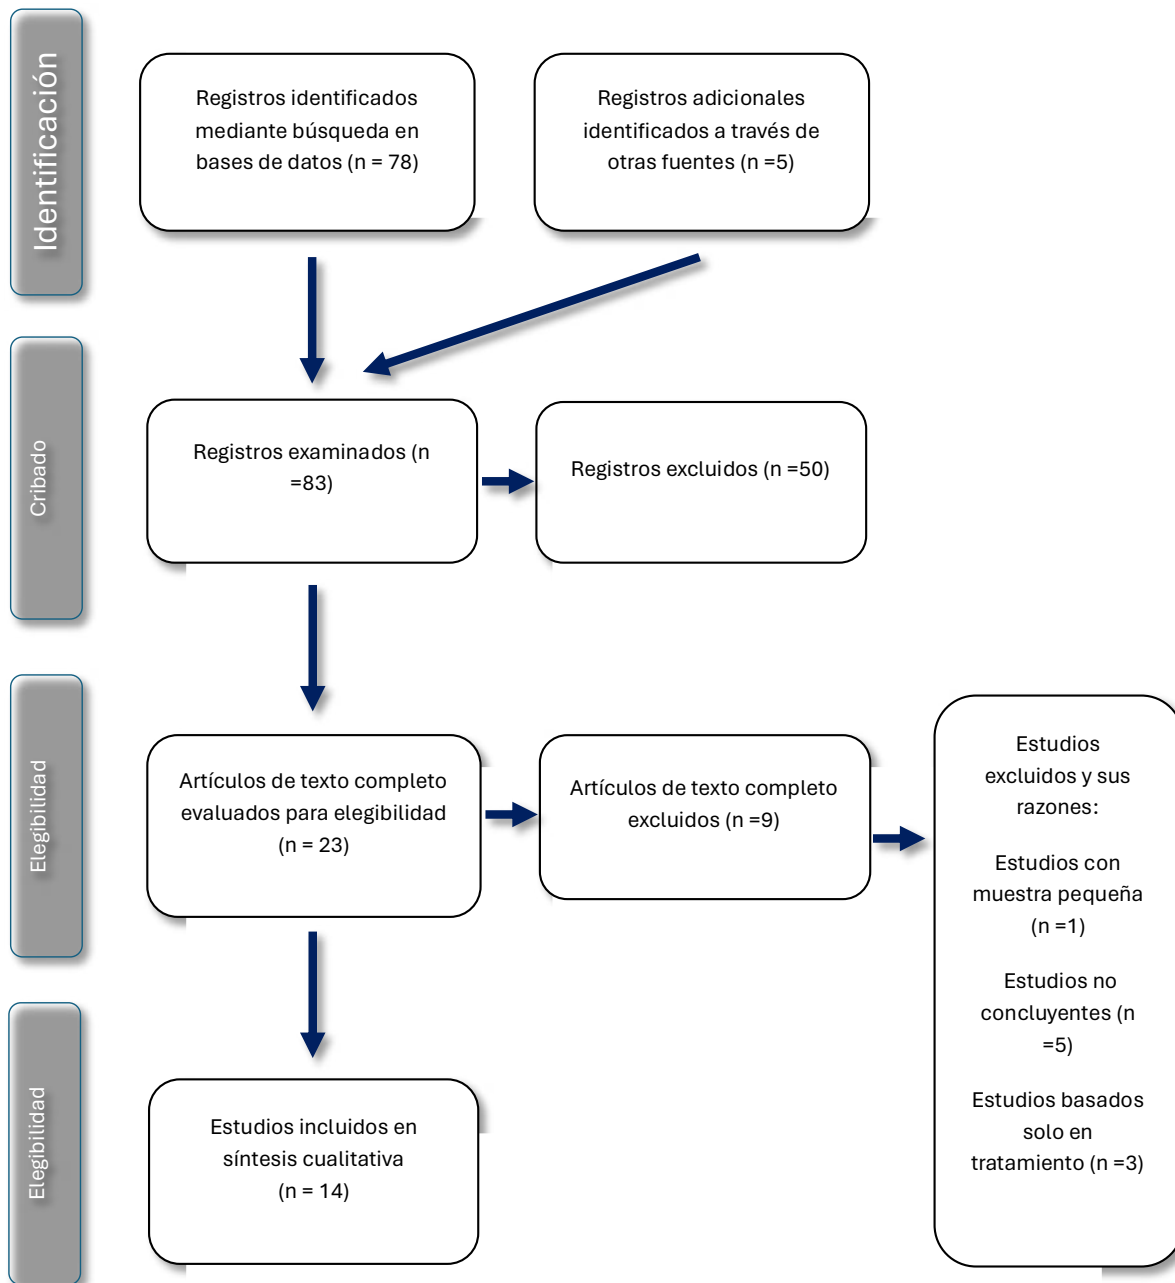 Identificación
Registros identificados
mediante búsqueda en
bases de datos (n = 78)
Registros adicionales
identificados a través de
otras fuentes (n =5)
Cribado
Registros examinados (n
=83)
Registros excluidos (n =50)
Elegibilidad
Artículos de texto completo
evaluados para elegibilidad
(n = 23)
Artículos de texto completo
excluidos (n =9)
Estudios
excluidos y sus
razones:
Estudios con
muestra pequeña
(n =1)
Estudios no
concluyentes (n
=5)
Estudios basados
solo en
tratamiento (n =3)
Elegibilidad
Estudios incluidos en
síntesis cualitativa
(n = 14)